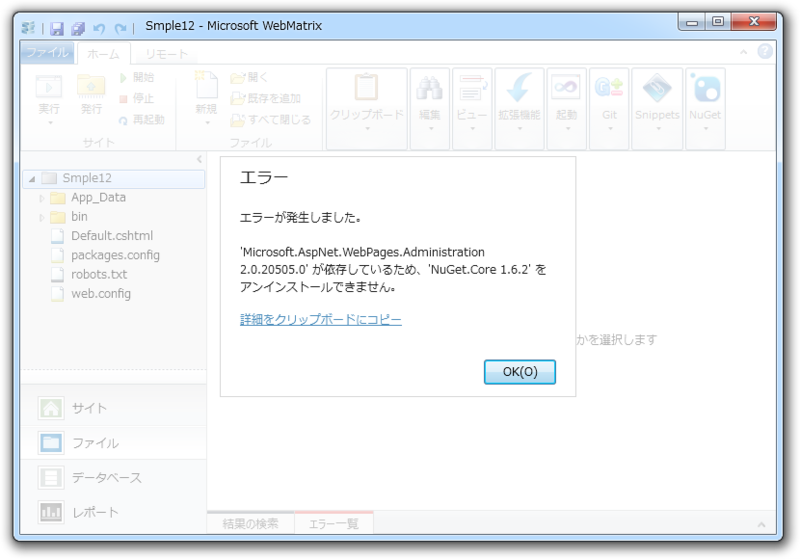 Smple12 - Microsoft WebMatrix
ファイル
ホーム
リモート
実行
発行
開始
停止
再起動
サイト
新規
開く
既存を追加
すべて閉じる
ファイル
クリップボード
編集
ビュー
拡張機能
起動
Git
Snippets
NuGet
Smple12
App_Data
bin
Default.cshtml
packages.config
robots.txt
web.config
エラー
エラーが発生しました。
'Microsoft.AspNet.WebPages.Administration
2.0.20505.0' が依存しているため、'NuGet.Core 1.6.2' を
アンインストールできません。
詳細をクリップボードにコピー
OK(O)
かを選択します
サイト
ファイル
データベース
レポート
結果の検索
エラー一覧